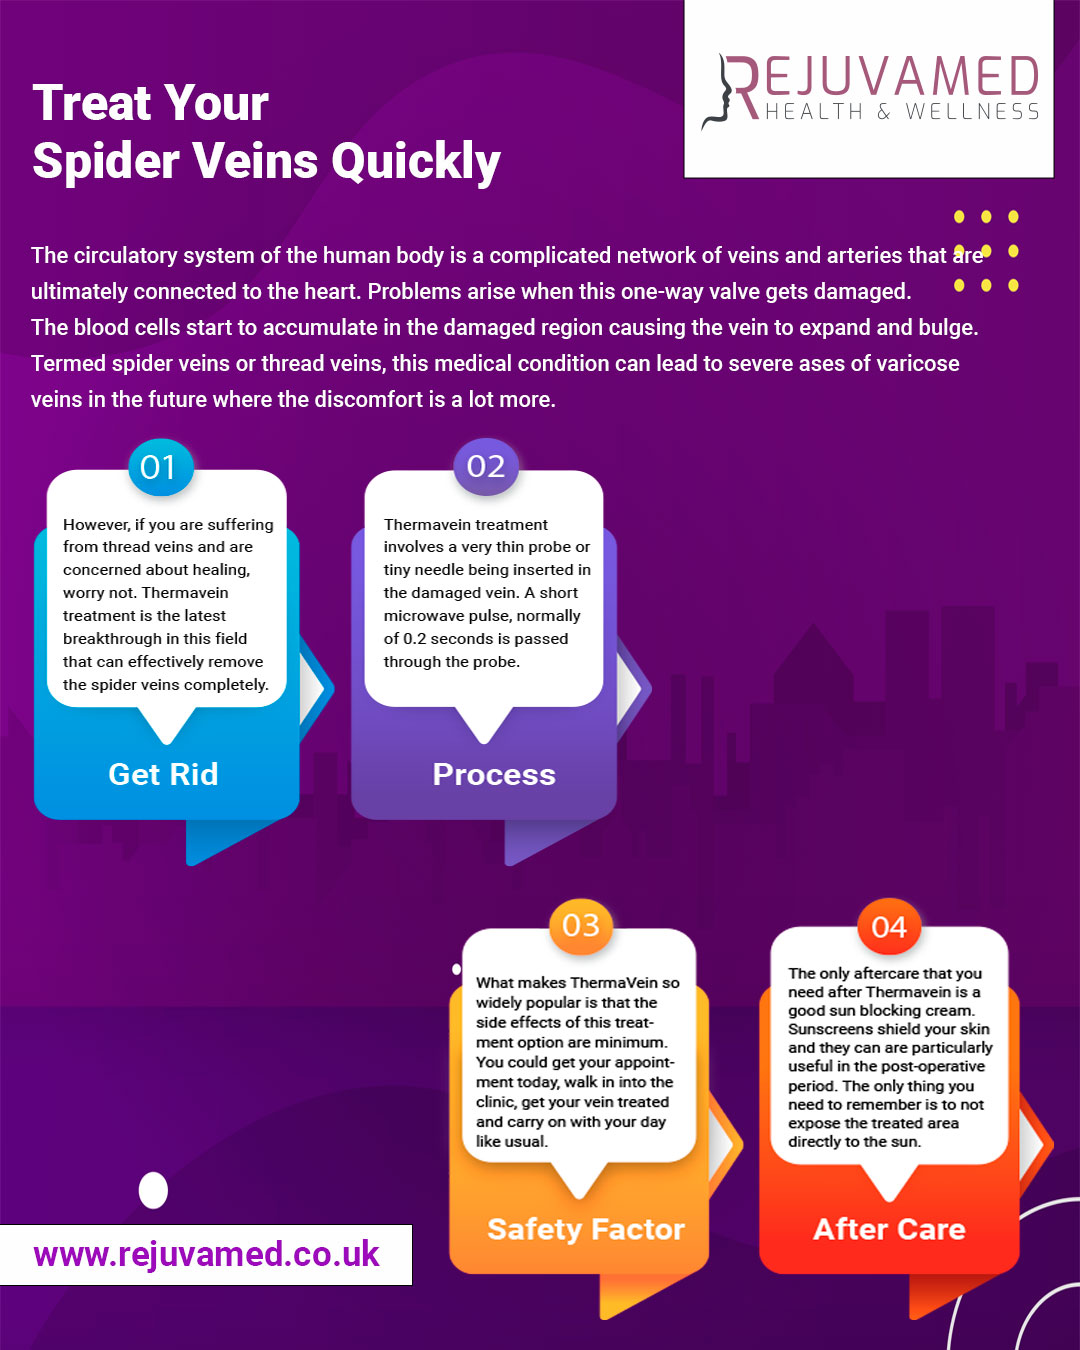 REJUVAMED
HEALTH & WELLNESS
Treat Your
Spider Veins Quickly
The circulatory system of the human body is a complicated network of veins and arteries that are
ultimately connected to the heart. Problems arise when this one-way valve gets damaged.
The blood cells start to accumulate in the damaged region causing the vein to expand and bulge.
Termed spider veins or thread veins, this medical condition can lead to severe ases of varicose
veins in the future where the discomfort is a lot more.
01
However, if you are suffering
from thread veins and are
concerned about healing,
worry not. Thermavein
treatment is the latest
breakthrough in this field
that can effectively remove
the spider veins completely.
Get Rid
02
Thermavein treatment
involves a very thin probe or
tiny needle being inserted in
the damaged vein. A short
microwave pulse, normally
of 0.2 seconds is passed
through the probe.
Process
03
What makes ThermaVein so
widely popular is that the
side effects of this treat-
ment option are minimum.
You could get your appoint-
ment today, walk in into the
clinic, get your vein treated
and carry on with your day
like usual.
Safety Factor
04
The only aftercare that you
need after Thermavein is a
good sun blocking cream.
Sunscreens shield your skin
and they can are particularly
useful in the post-operative
period. The only thing you
need to remember is to not
expose the treated area
directly to the sun.
After Care
www.rejuvamed.co.uk